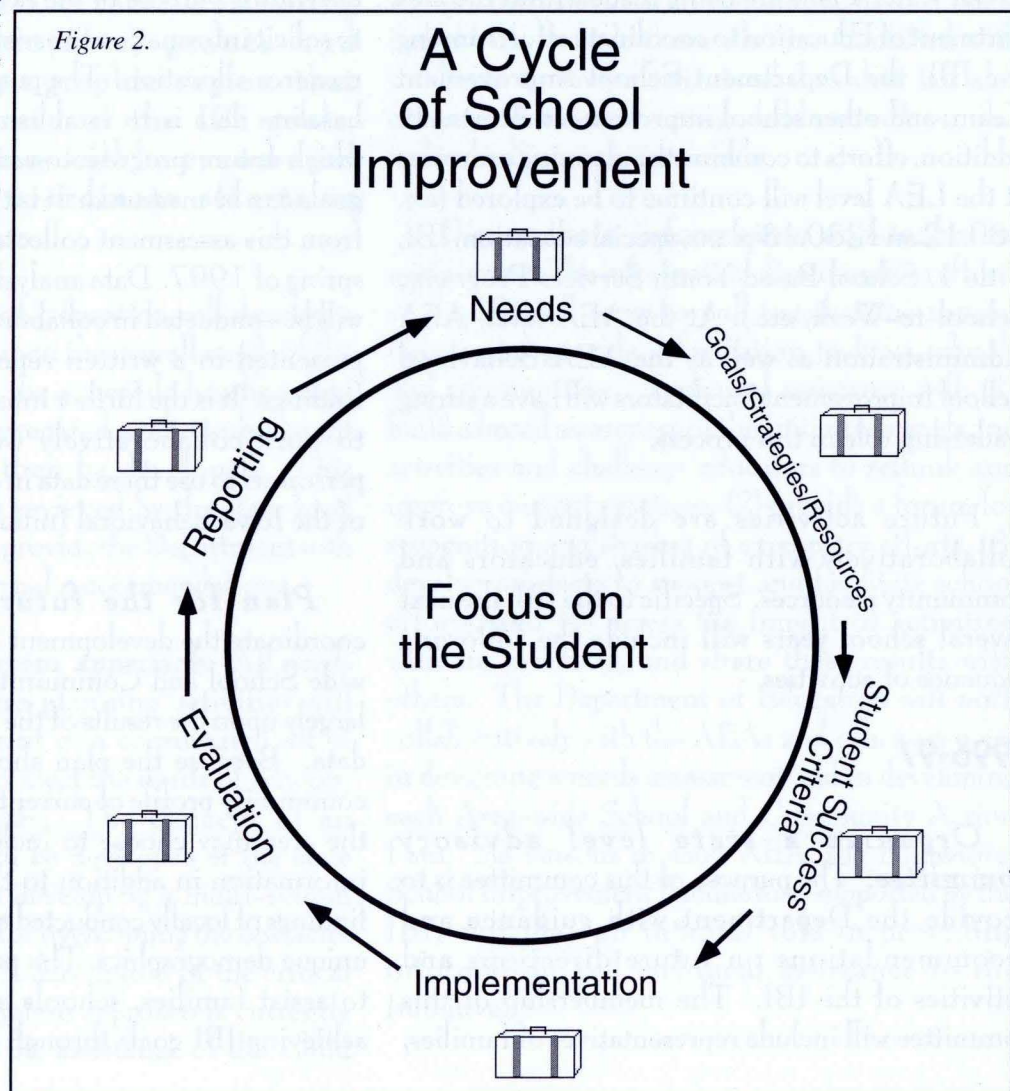 Figure 2.
A Cycle
of School
Improvement
Needs
Goals/Strategies/Resources
Student Success
Criteria
Implementation
Evaluation
Reporting
Focus on
the Student